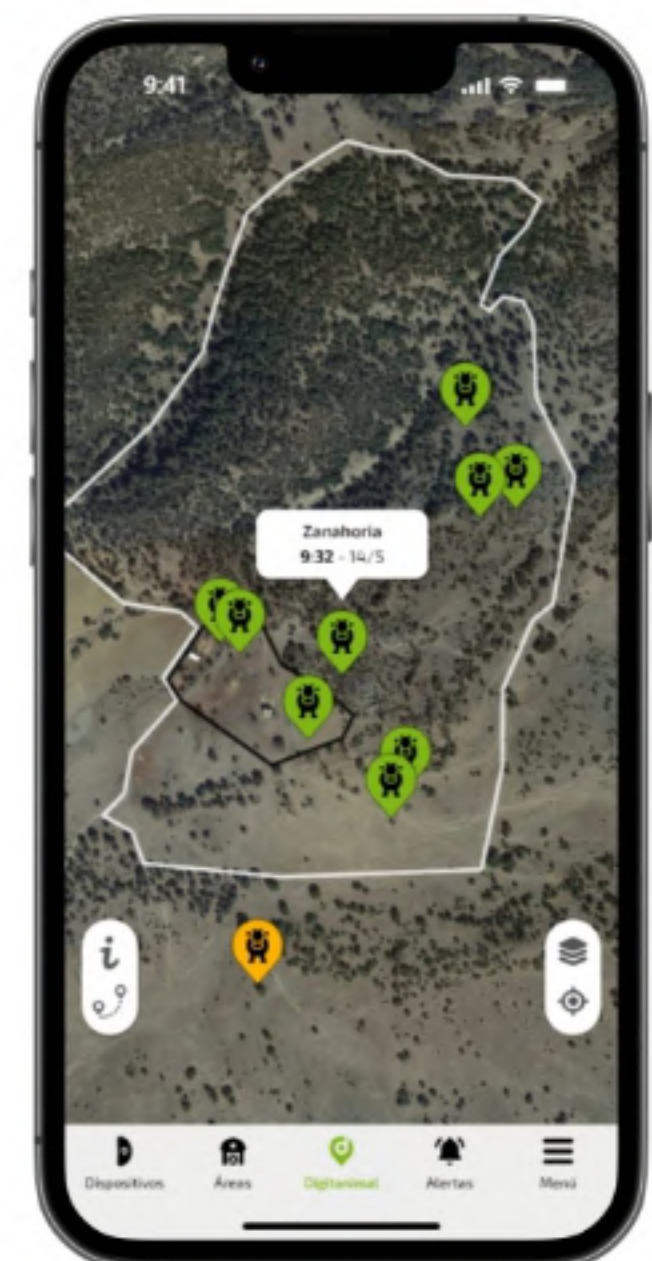 9:41
Zanahoria
9:32 - 14/5
Dispositivos
Áreas
Digitanimal
Alertas
Menú